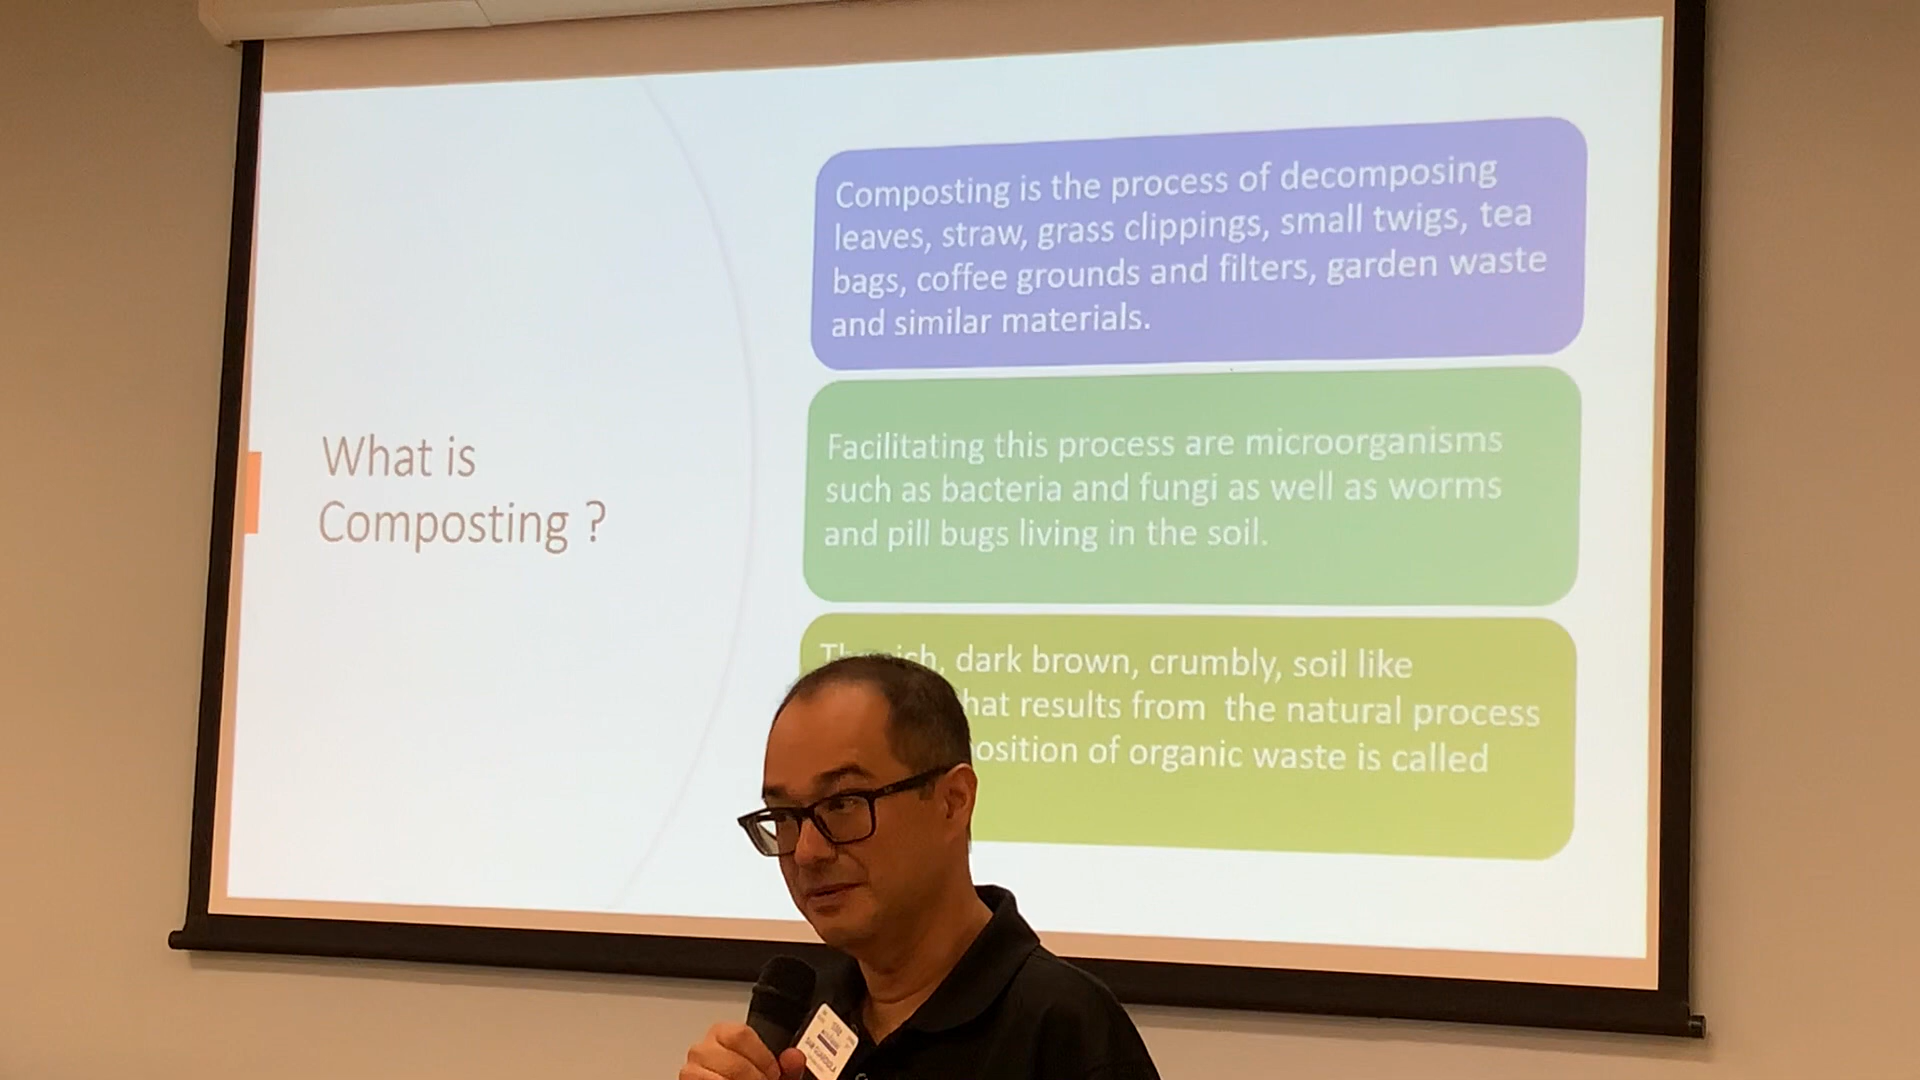 What is
Composting ?
Composting is the process of decomposing
leaves, straw, grass clippings, small twigs, tea
bags, coffee grounds and filters, garden waste
and similar materials.
Facilitating this process are microorganisms
such as bacteria and fungi as well as worms
and pill bugs living in the soil.
dark brown, crumbly, soil like
results from the natural process
of organic waste is called